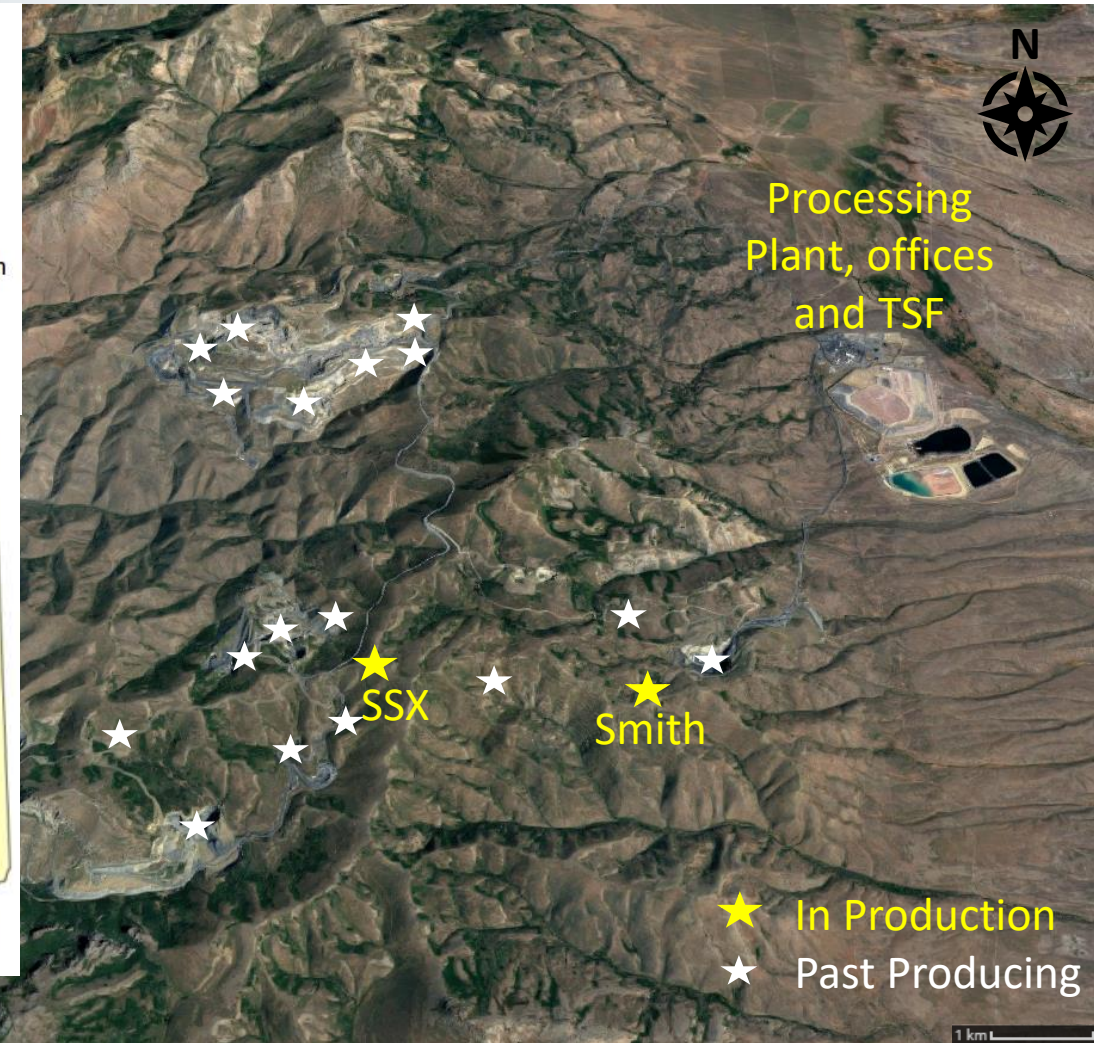 N
Processing
Plant, offices
and TSF
SSX
Smith
In Production
Past Producing
1 km